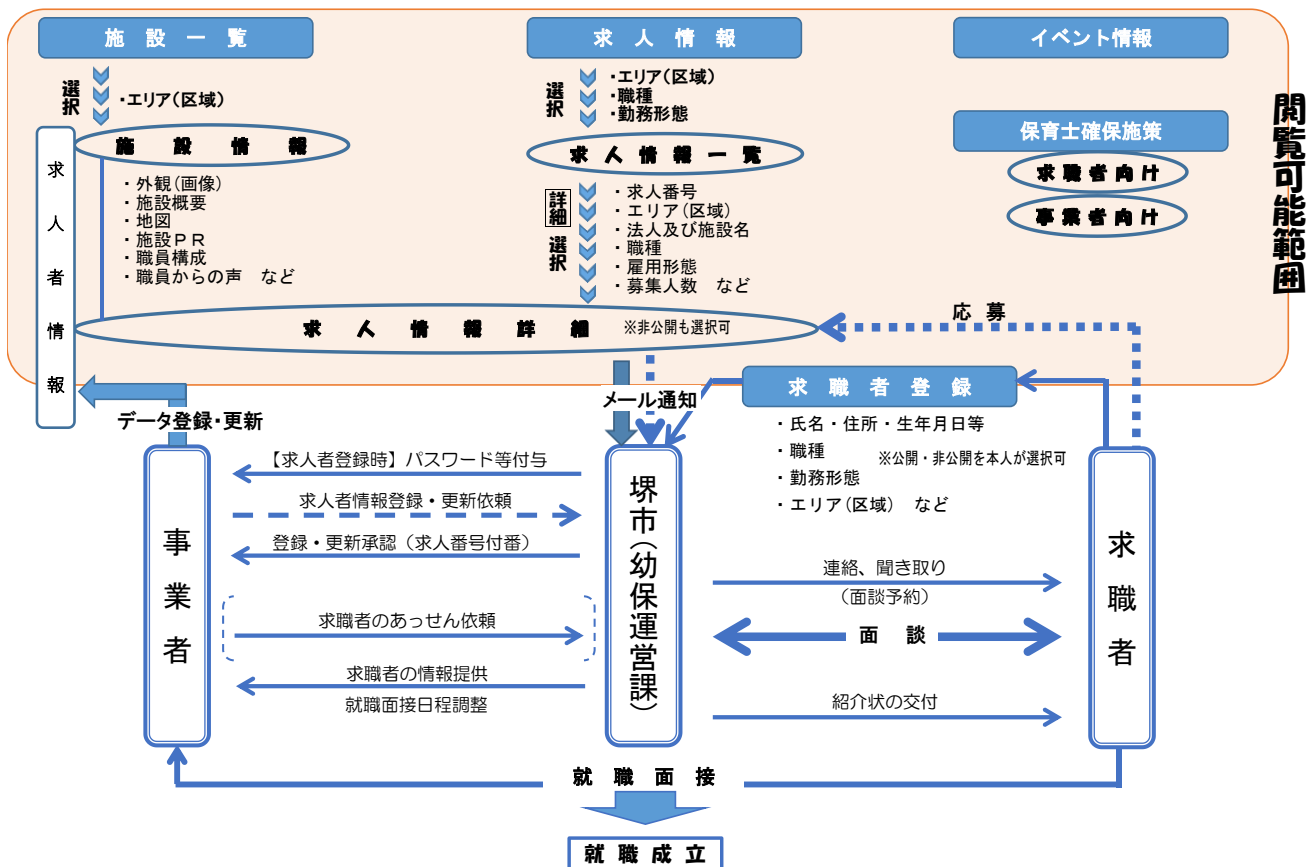 施設一覧
選択
・エリア(区域)
施設情報
・外観(画像)
・施設概要
・地図
・施設PR
・職員構成
・職員からの声　など
求人者情報
求人情報
選択
・エリア(区域)
・職種
・勤務形態
求人情報一覧
詳細
選択
・求人番号
・エリア(区域)
・法人及び施設名
・職種
・雇用形態
・募集人数　など
求人情報詳細　※非公開も選択可
イベント情報
保育士確保施策
求職者向け
事業者向け
閲覧可能範囲
応募
メール通知
データ登録・更新
求職者登録
・氏名・住所・生年月日等
・職種　※公開・非公開を本人が選択可
・勤務形態
・エリア(区域)　など
事業者
【求人者登録時】パスワード等付与
求人者情報登録・更新依頼
登録・更新承認（求人番号付番）
求職者のあっせん依頼
求職者の情報提供
就職面接日程調整
堺市(幼保運営課)
連絡、聞き取り
（面談予約）
面談
紹介状の交付
求職者
就職面接
就職成立